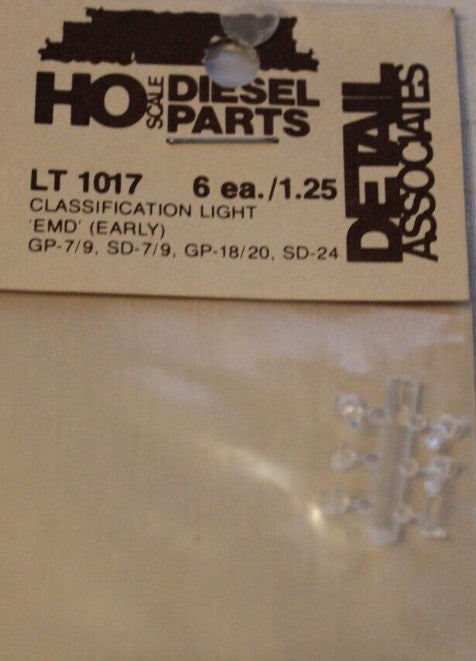 HO SCALE DIESEL PARTS
DETAIL ASSOCIATES
LT 1017 6 ea./1.25
CLASSIFICATION LIGHT
'EMD' (EARLY)
GP-7/9, SD-7/9, GP-18/20, SD-24